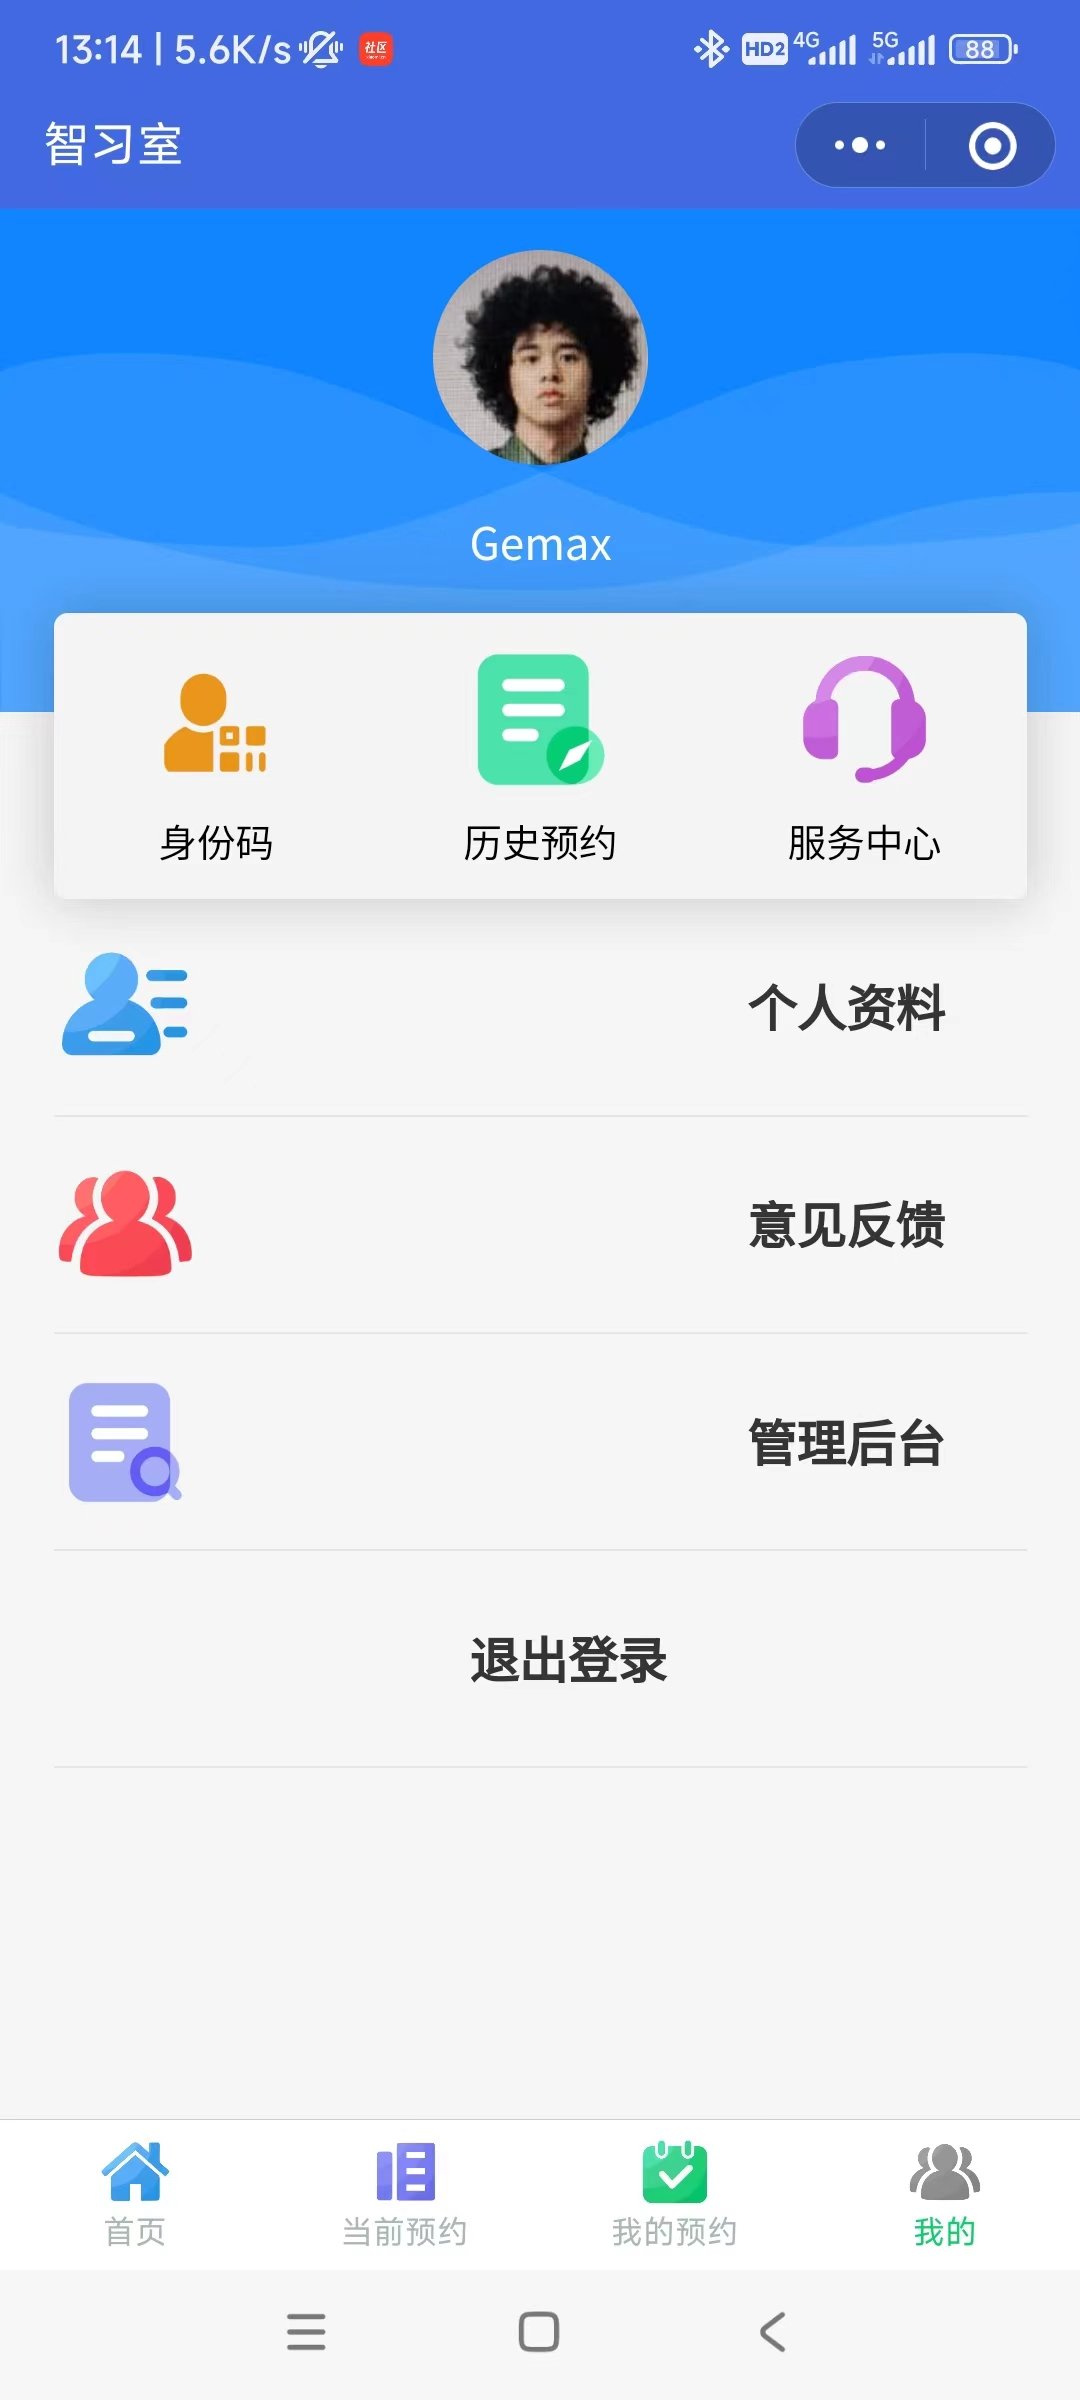 13:14 | 5.6K/s 社区 HD2 4G 5G 88
智习室
Gemax
身份码 历史预约 服务中心
个人资料
意见反馈
管理后台
退出登录
首页 当前预约 我的预约 我的